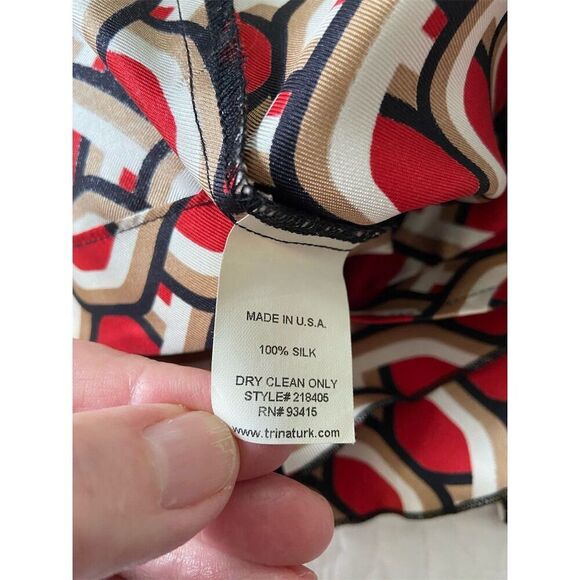 MADE IN U.S.A.
100% SILK
DRY CLEAN ONLY
STYLE# 218405
RN# 93415
www.trinaturk.com